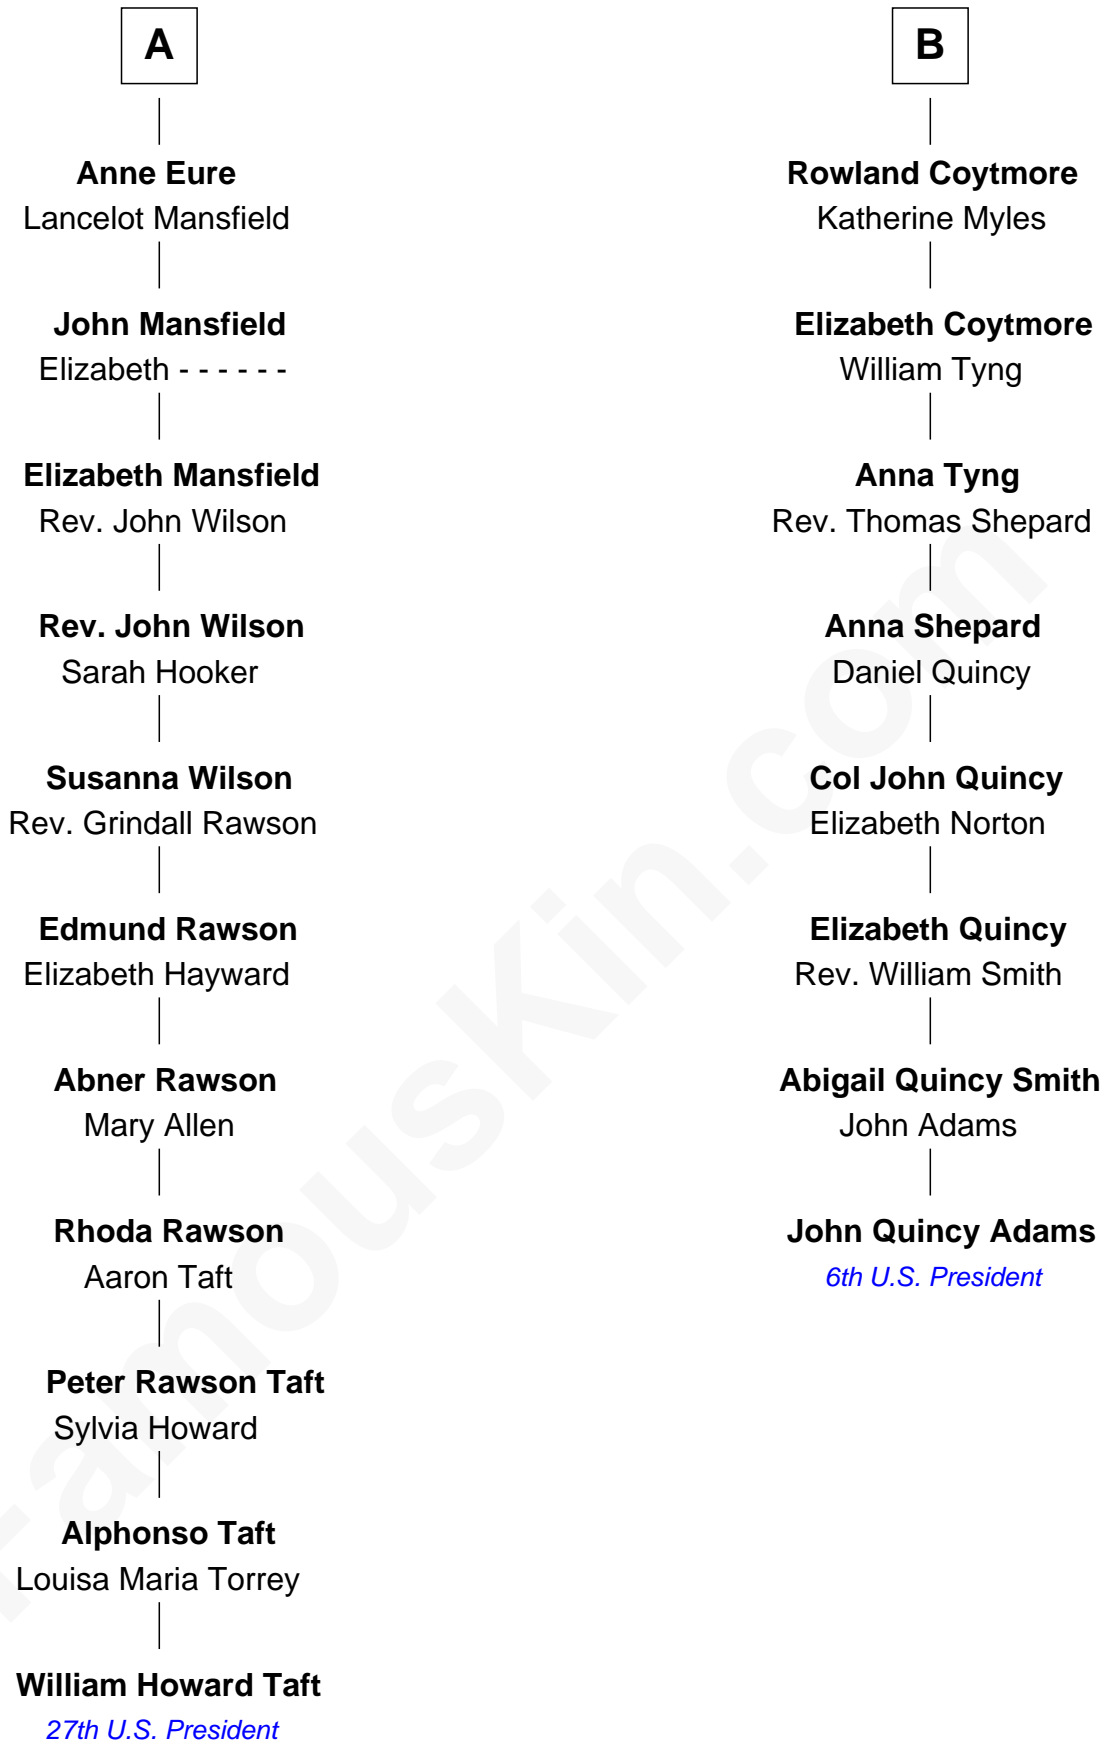 A
Anne Eure
Lancelot Mansfield
John Mansfield
Elizabeth - - - - - -
Elizabeth Mansfield
Rev. John Wilson
Rev. John Wilson
Sarah Hooker
Susanna Wilson
Rev. Grindall Rawson
Edmund Rawson
Elizabeth Hayward
Abner Rawson
Mary Allen
Rhoda Rawson
Aaron Taft
Peter Rawson Taft
Sylvia Howard
Alphonso Taft
Louisa Maria Torrey
William Howard Taft
27th U.S. President
B
Rowland Coytmore
Katherine Myles
Elizabeth Coytmore
William Tyng
Anna Tyng
Rev. Thomas Shepard
Anna Shepard
Daniel Quincy
Col John Quincy
Elizabeth Norton
Elizabeth Quincy
Rev. William Smith
Abigail Quincy Smith
John Adams
John Quincy Adams
6th U.S. President
FamousKin.com